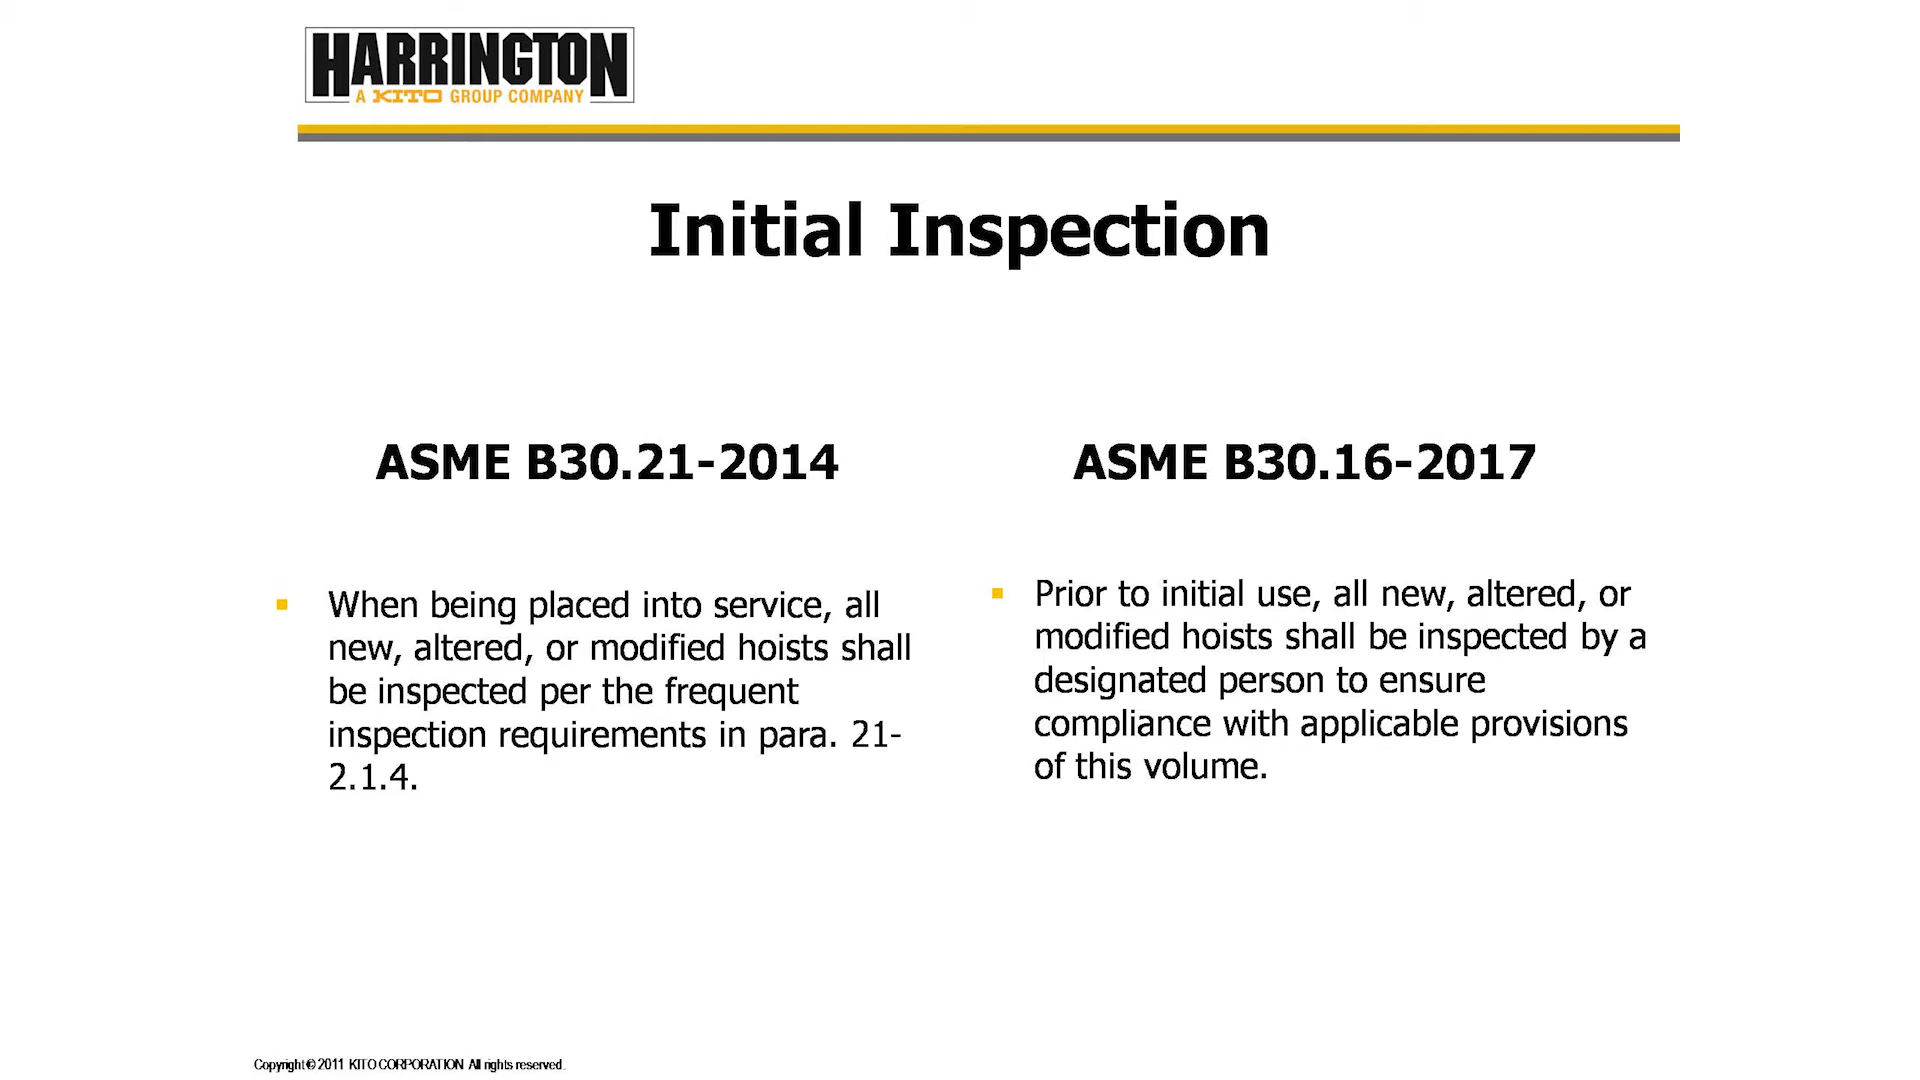 HARRINGTON
A KITO GROUP COMPANY
Initial Inspection
ASME B30.21-2014
When being placed into service, all
new, altered, or modified hoists shall
be inspected per the frequent
inspection requirements in para. 21-
2.1.4.
ASME B30.16-2017
Prior to initial use, all new, altered, or
modified hoists shall be inspected by a
designated person to ensure
compliance with applicable provisions
of this volume.
Copyright © 2011 KITO CORPORATION All rights reserved.